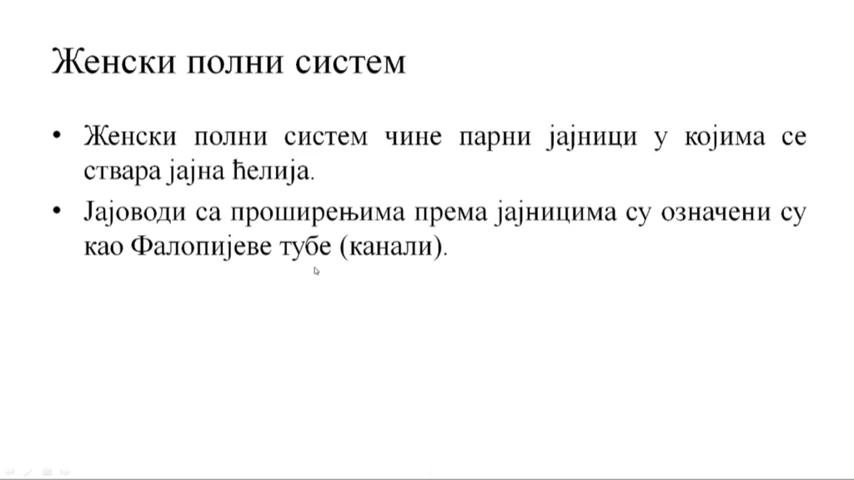 Женски полни систем
• Женски полни систем чине парни јајници у којима се
ствара јајна ћелија.
• Јајоводи са проширењима према јајницима су означени су
као Фалопијеве тубе (канали).